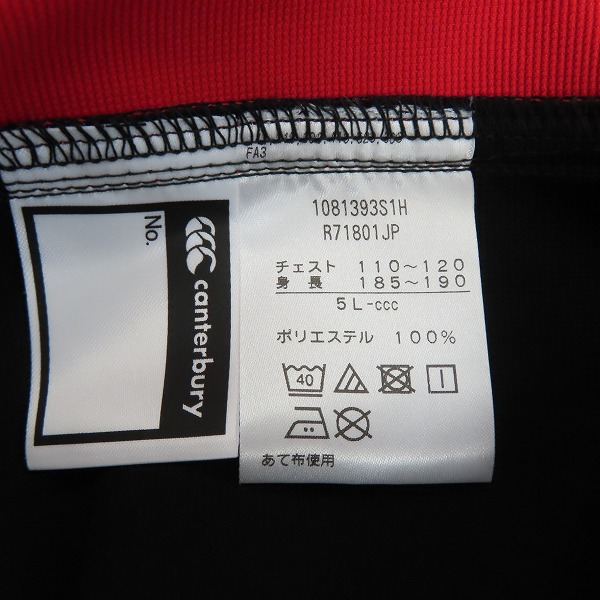 FA3
No.
canterbury
1081393S1H
R71801JP
チェスト 110～120
身長 185～190
5L-ccc
ポリエステル 100%
40
あて布使用